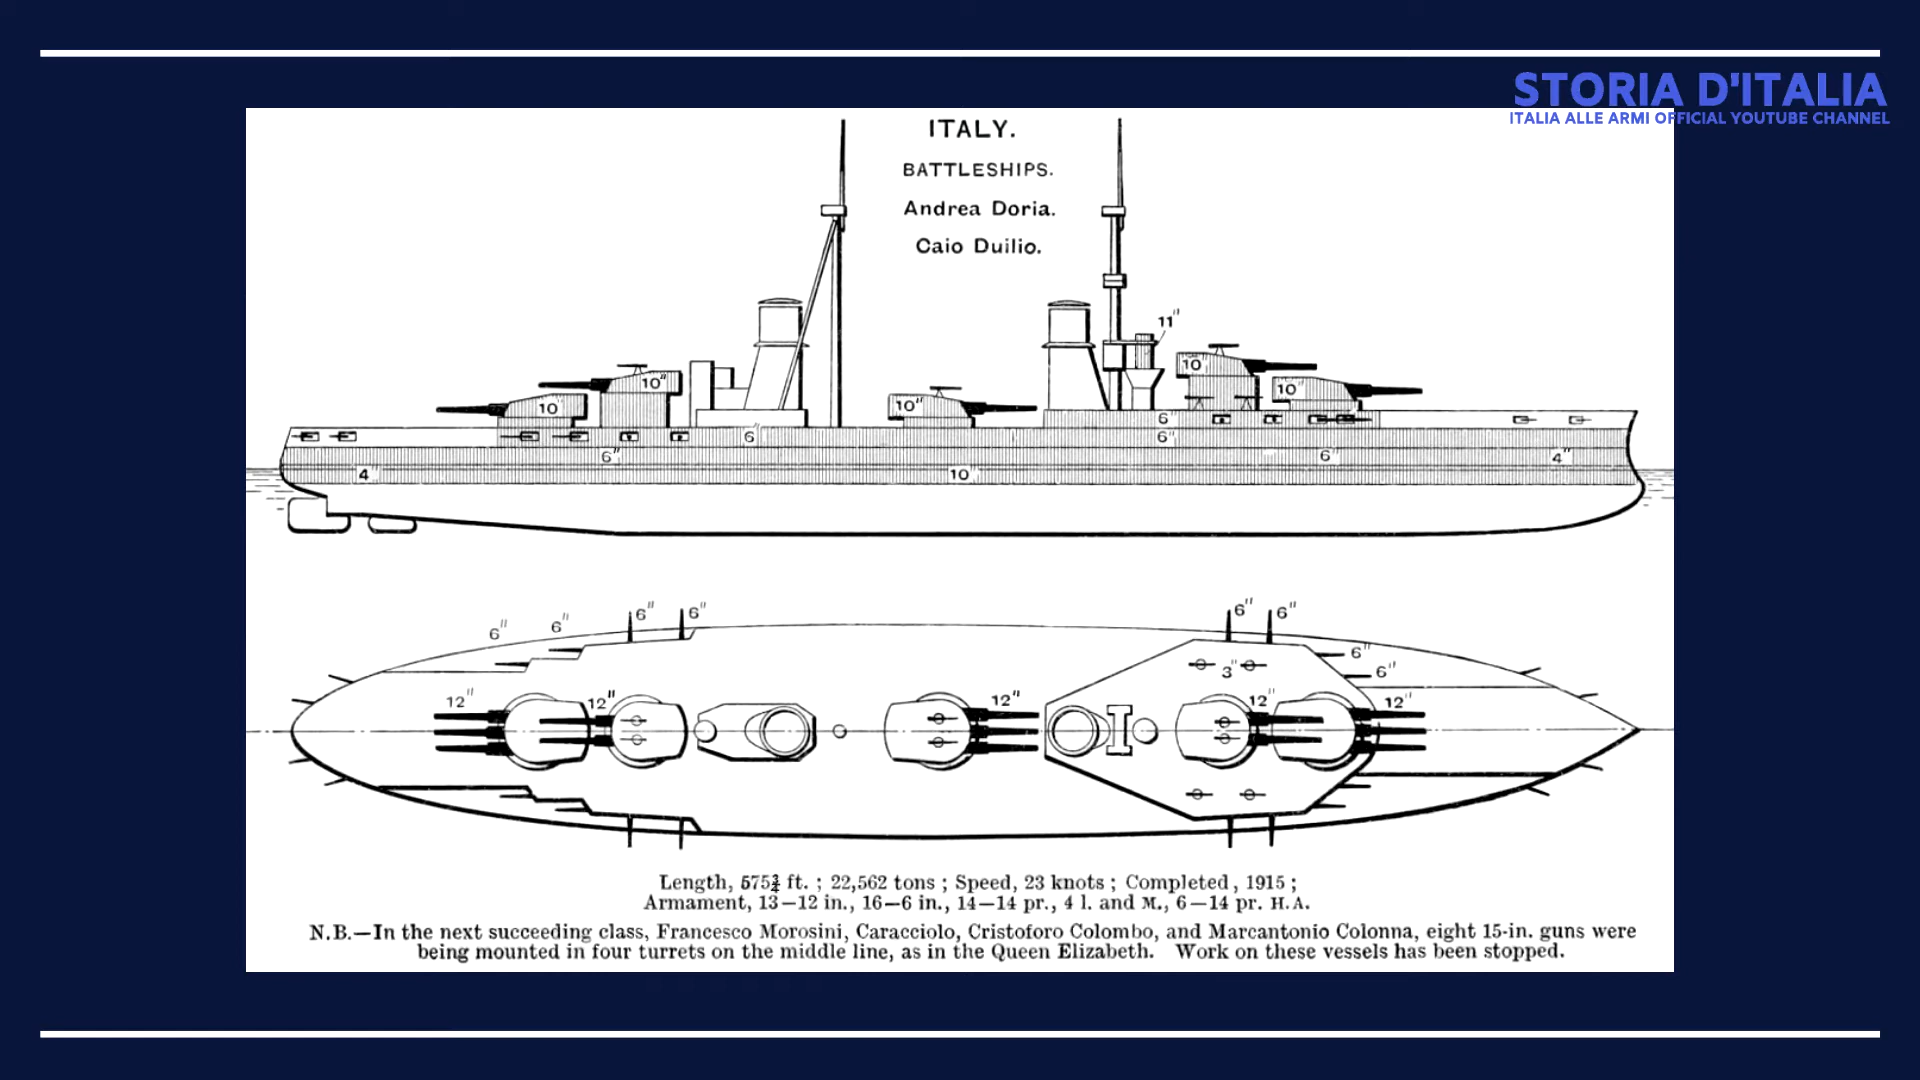 STORIA D'ITALIA
ITALIA ALLE ARMI OFFICIAL YOUTUBE CHANNEL
ITALY.
BATTLESHIPS.
Andrea Doria.
Caio Duilio.
11"
10"
10"
10"
10"
10"
6"
6"
6"
6"
6"
4"
10"
4"
6"
6"
6"
6"
6"
6"
6"
6"
3"
12"
12"
12"
12"
12"
Length, 575¾ ft. ; 22,562 tons ; Speed, 23 knots ; Completed, 1915 ;
Armament, 13—12 in., 16—6 in., 14—14 pr., 4 l. and M., 6—14 pr. H.A.
N.B.—In the next succeeding class, Francesco Morosini, Caracciolo, Cristoforo Colombo, and Marcantonio Colonna, eight 15-in. guns were
being mounted in four turrets on the middle line, as in the Queen Elizabeth. Work on these vessels has been stopped.